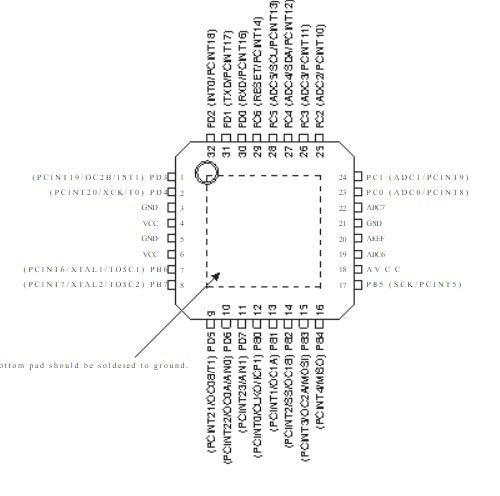 32 PD2 (INT0/PCINT18)
31 PD1 (TXD/PCINT17)
30 PD0 (RXD/PCINT16)
29 PC6 (RESET/PCINT14)
28 PC5 (ADC5/SCL/PCINT13)
27 PC4 (ADC4/SDA/PCINT12)
26 PC3 (ADC3/PCINT11)
25 PC2 (ADC2/PCINT10)
(PCINT19/OC2B/INT1) PD3 1
(PCINT20/XCK/T0) PD4 2
GND 3
VCC 4
GND 5
VCC 6
(PCINT6/XTAL1/TOSC1) PB6 7
(PCINT7/XTAL2/TOSC2) PB7 8
24 PC1 (ADC1/PCINT9)
23 PC0 (ADC0/PCINT8)
22 ADC7
21 GND
20 AREF
19 ADC6
18 AVCC
17 PB5 (SCK/PCINT5)
(PCINT21/OC0B/T1) PD5 9
(PCINT22/OC0A/AIN0) PD6 10
(PCINT23/AIN1) PD7 11
(PCINT0/CLKO/ICP1) PB0 12
(PCINT1/OC1A) PB1 13
(PCINT2/SS/OC1B) PB2 14
(PCINT3/OC2A/MOSI) PB3 15
(PCINT4/MISO) PB4 16
ottom pad should be soldered to ground.